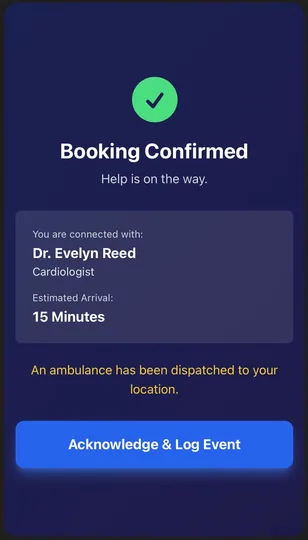 Booking Confirmed
Help is on the way.
You are connected with:
Dr. Evelyn Reed
Cardiologist
Estimated Arrival:
15 Minutes
An ambulance has been dispatched to your
location.
Acknowledge & Log Event